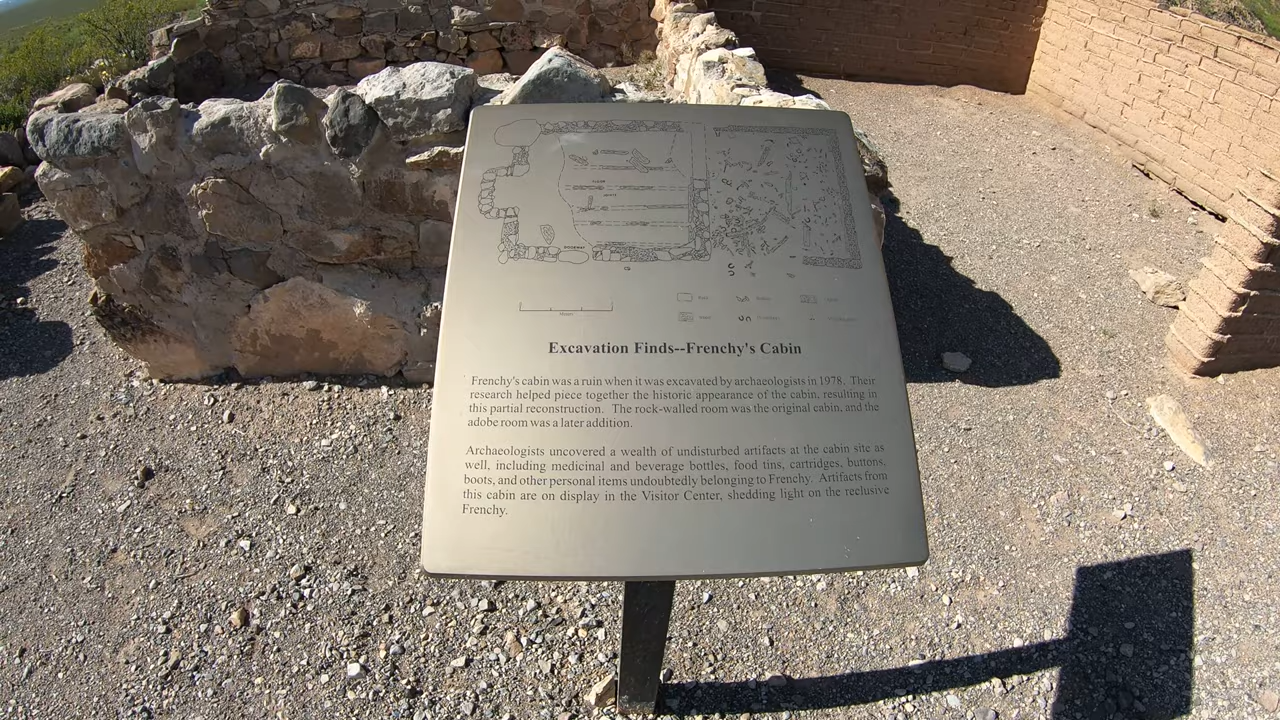 DOORWAY
Meters
Excavation Finds--Frenchy's Cabin
Frenchy's cabin was a ruin when it was excavated by archaeologists in 1978. Their
research helped piece together the historic appearance of the cabin, resulting in
this partial reconstruction. The rock-walled room was the original cabin, and the
adobe room was a later addition.
Archaeologists uncovered a wealth of undisturbed artifacts at the cabin site as
well, including medicinal and beverage bottles, food tins, cartridges, buttons,
boots, and other personal items undoubtedly belonging to Frenchy. Artifacts from
this cabin are on display in the Visitor Center, shedding light on the reclusive
Frenchy.